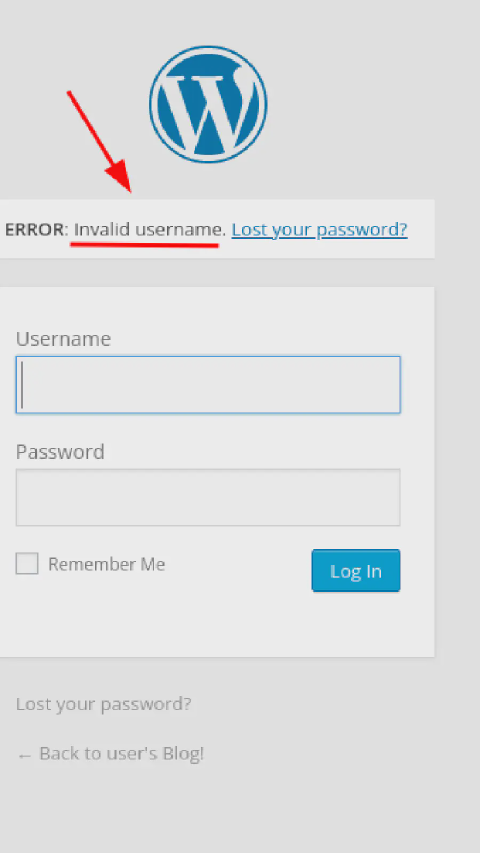 ERROR: Invalid username. Lost your password?
Username
Password
Remember Me
Log In
Lost your password?
← Back to user's Blog!